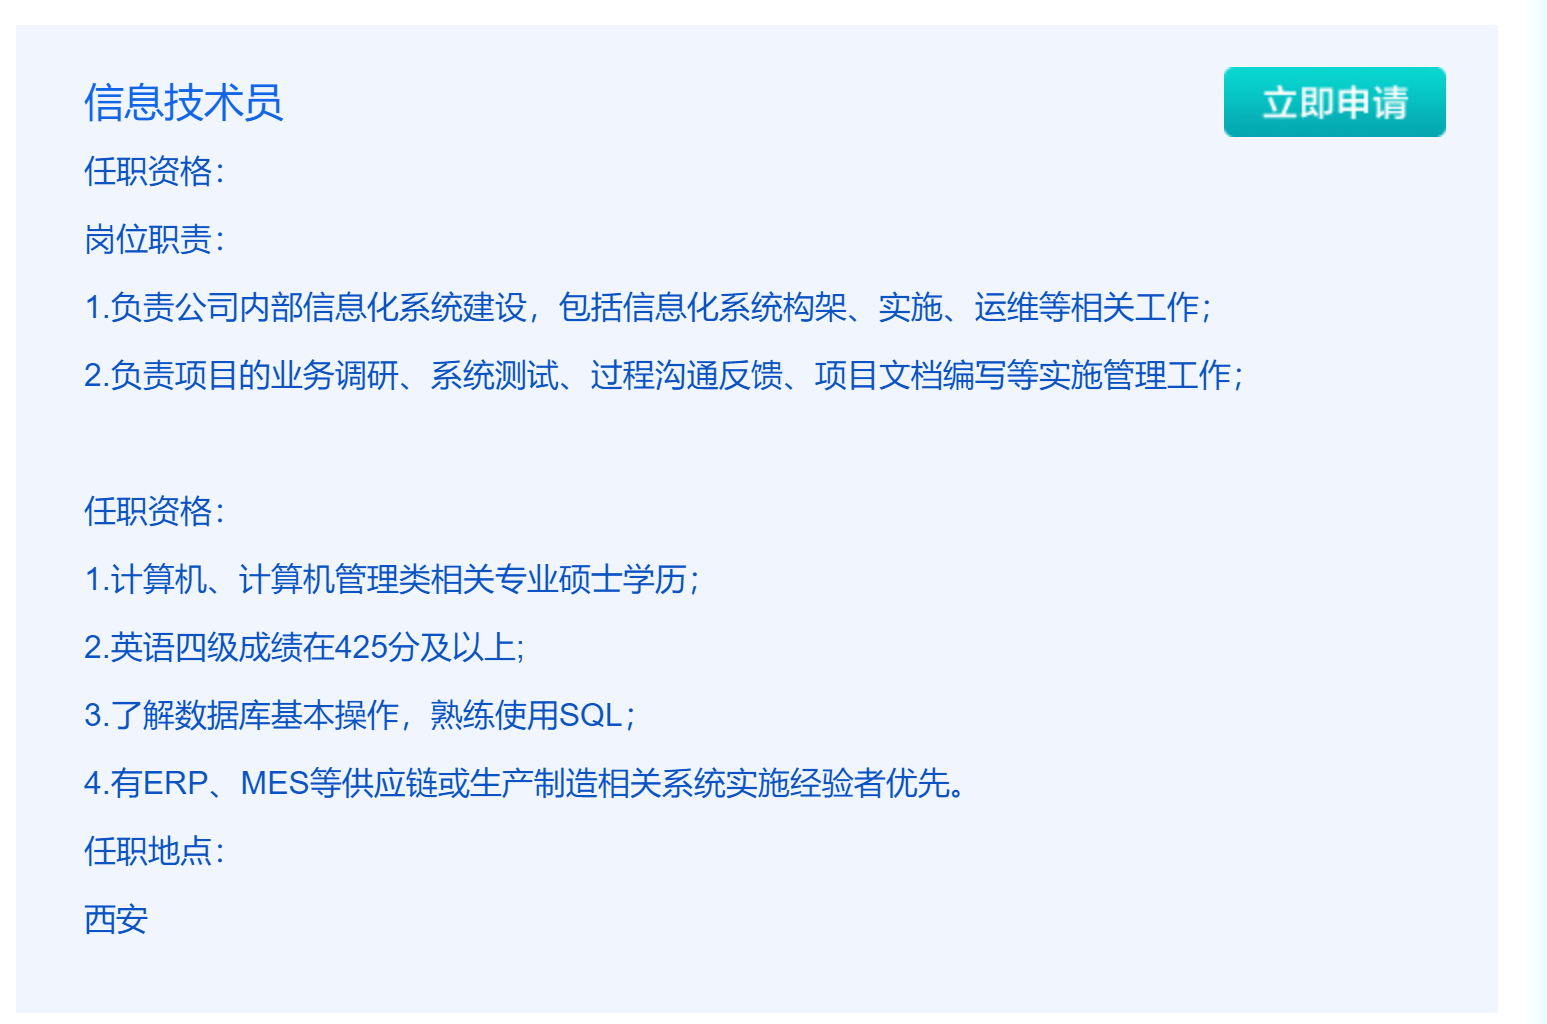 信息技术员
立即申请
任职资格：
岗位职责：
1.负责公司内部信息化系统建设，包括信息化系统构架、实施、运维等相关工作；
2.负责项目的业务调研、系统测试、过程沟通反馈、项目文档编写等实施管理工作；
任职资格：
1.计算机、计算机管理类相关专业硕士学历；
2.英语四级成绩在425分及以上;
3.了解数据库基本操作，熟练使用SQL；
4.有ERP、MES等供应链或生产制造相关系统实施经验者优先。
任职地点：
西安